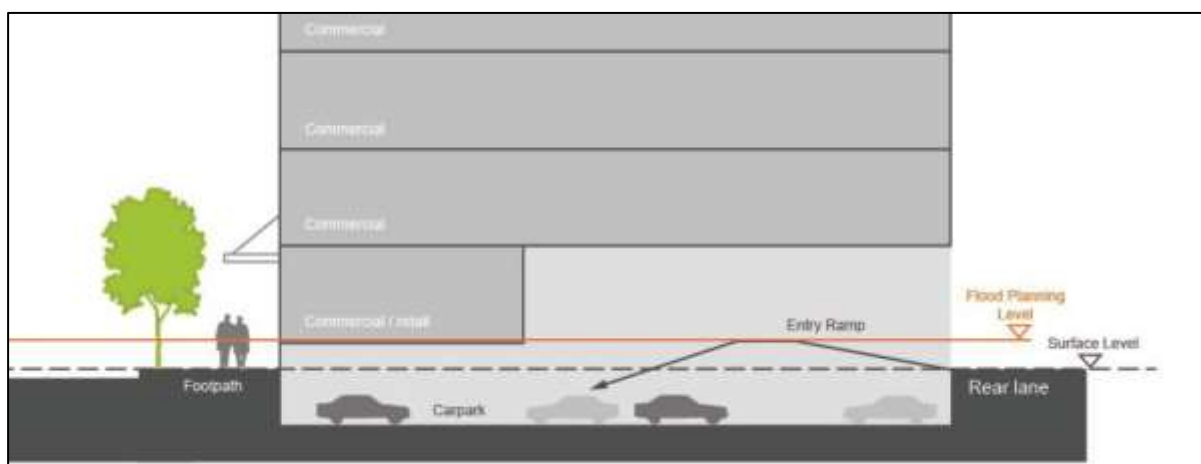 Commercial
Commercial
Commercial
Commercial / retail
Flood Planning
Level
Entry Ramp
Surface Level
Footpath
Carpark
Rear lane